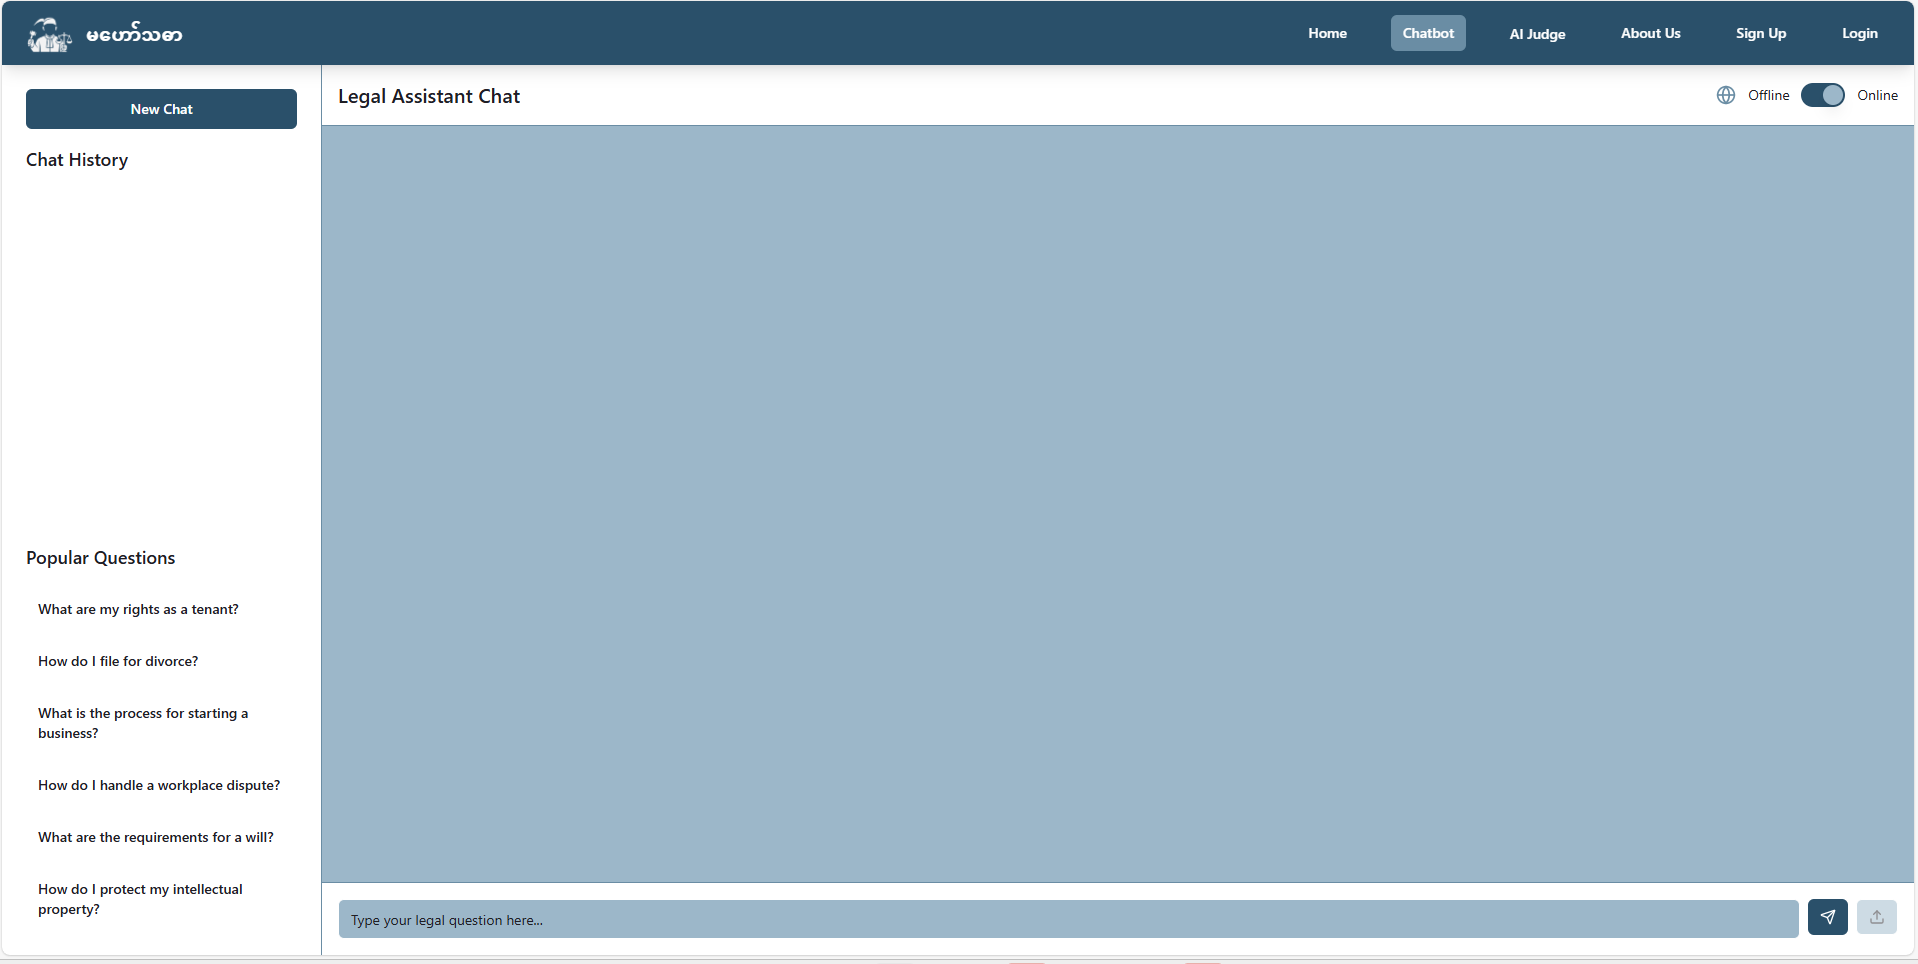 မဟော်သဓာ
Home
Chatbot
AI Judge
About Us
Sign Up
Login
New Chat
Chat History
Popular Questions
What are my rights as a tenant?
How do I file for divorce?
What is the process for starting a
business?
How do I handle a workplace dispute?
What are the requirements for a will?
How do I protect my intellectual
property?
Legal Assistant Chat
Offline
Online
Type your legal question here...